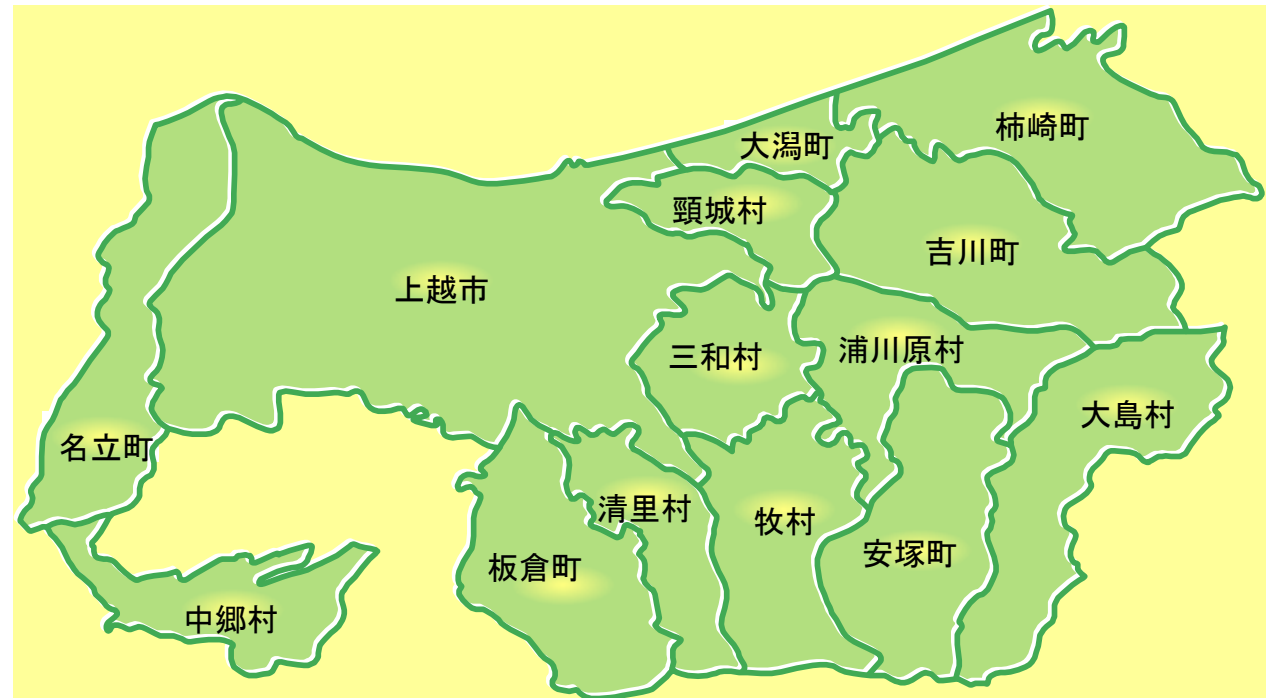 柿崎町
大潟町
頸城村
吉川町
上越市
三和村
浦川原村
大島村
名立町
清里村
牧村
安塚町
板倉町
中郷村